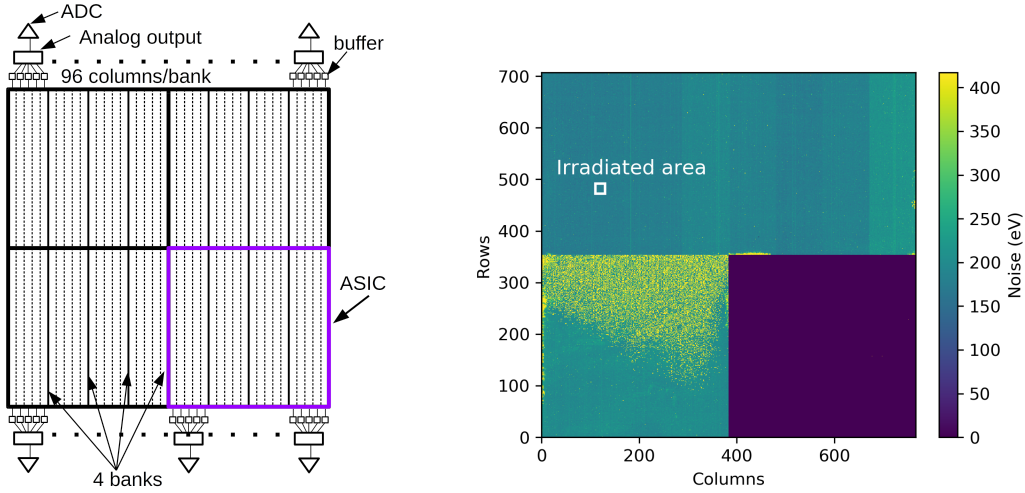 ADC
Analog output
buffer
96 columns/bank
ASIC
4 banks
700
600
500
400
300
200
100
0
Rows
Irradiated area
0
200
400
600
Columns
400
350
300
250
200
150
100
50
0
Noise (eV)